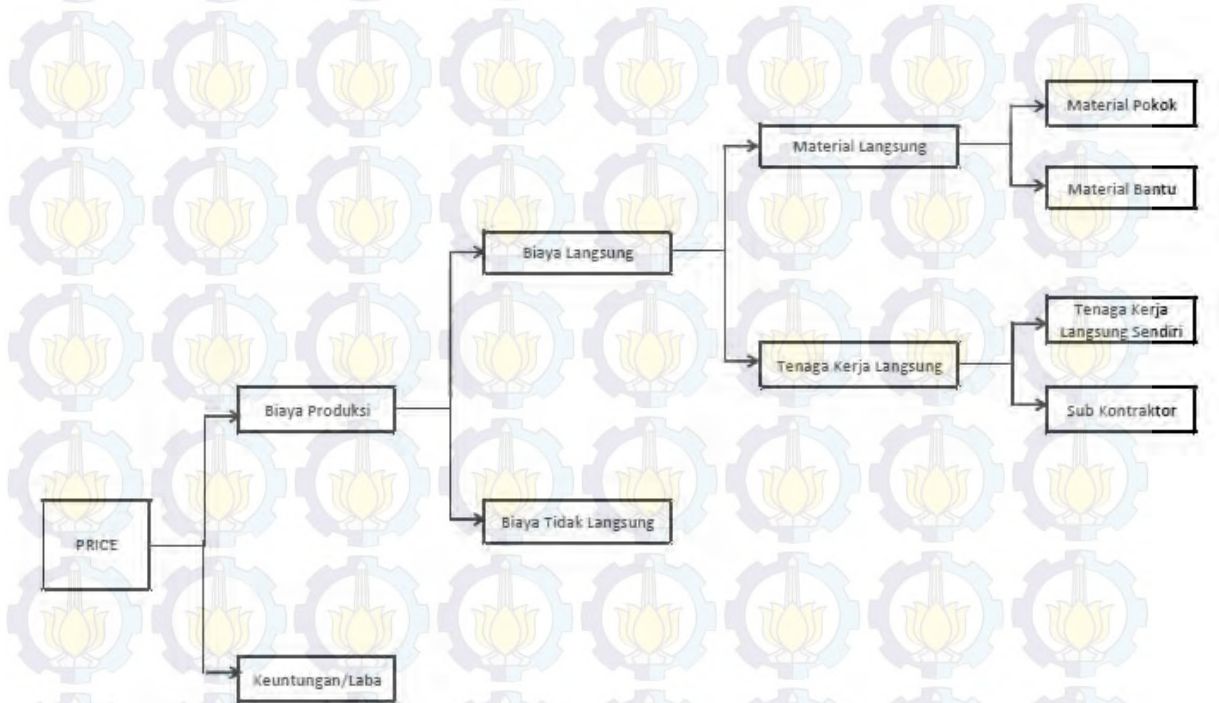 PRICE
Biaya Produksi
Keuntungan/Laba
Biaya Langsung
Biaya Tidak Langsung
Material Langsung
Tenaga Kerja Langsung
Material Pokok
Material Bantu
Tenaga Kerja
Langsung Sendiri
Sub Kontraktor